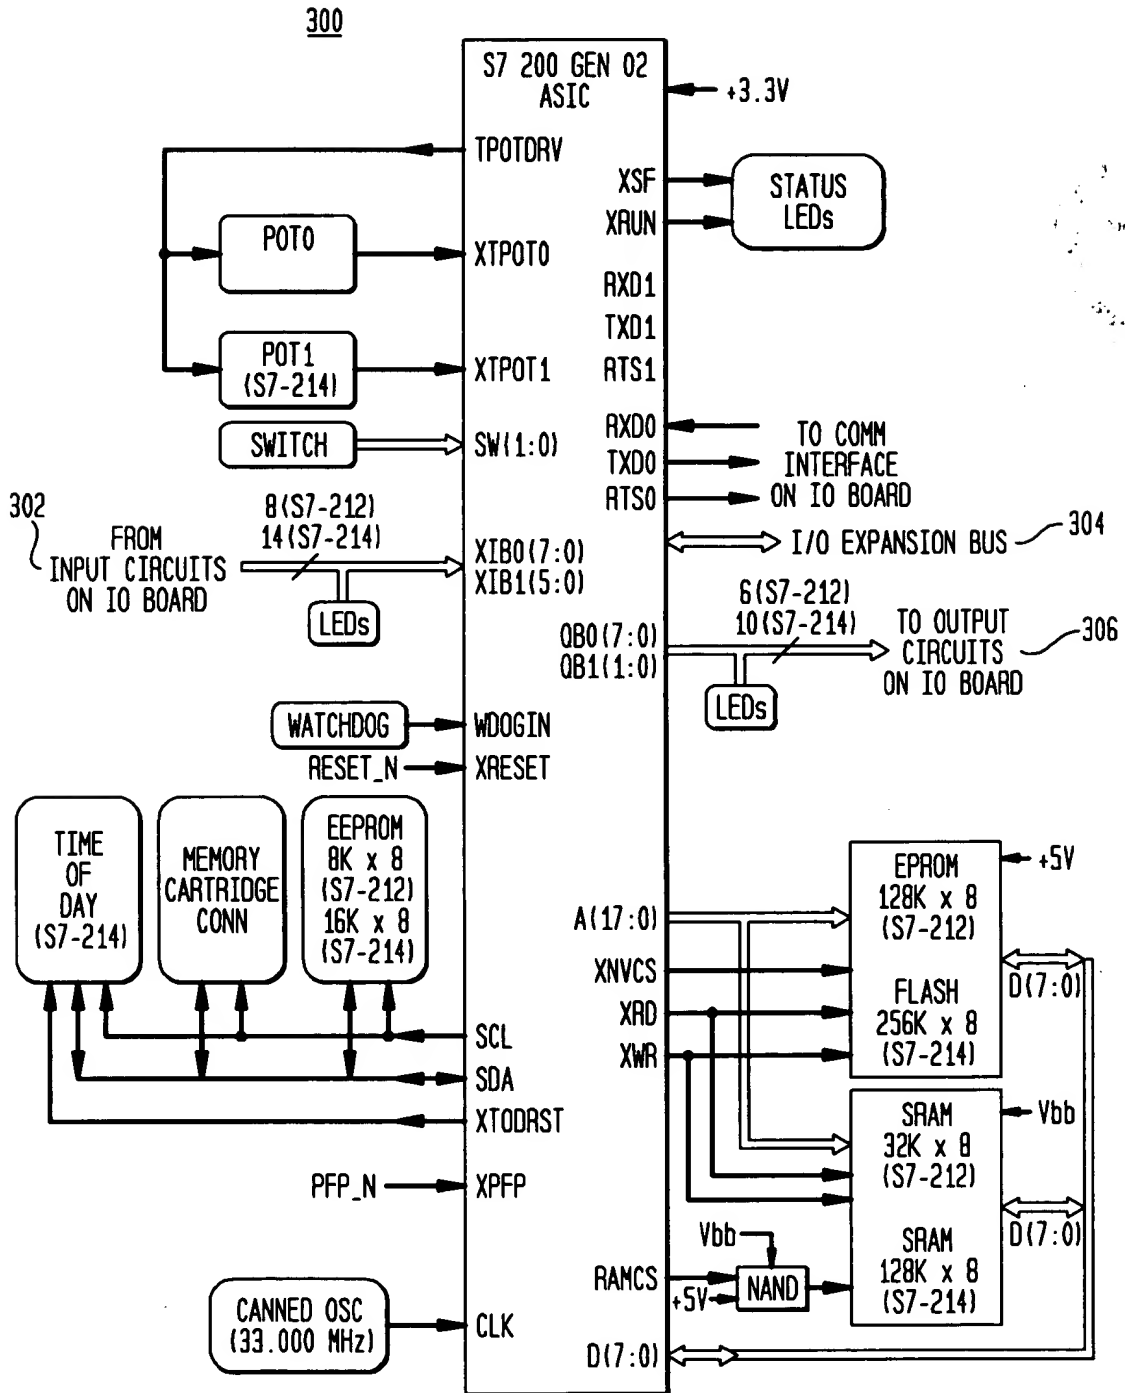 300
S7 200 GEN 02
ASIC
+3.3V
TPOTDRV
XSF
XRUN
STATUS
LEDs
POT0
XTPOT0
RXD1
TXD1
RTS1
POT1
(S7-214)
XTPOT1
SWITCH
SW(1:0)
RXD0
TXD0
RTS0
TO COMM
INTERFACE
ON IO BOARD
302
FROM
INPUT CIRCUITS
ON IO BOARD
8(S7-212)
14(S7-214)
XIB0(7:0)
XIB1(5:0)
LEDs
I/O EXPANSION BUS
304
QB0(7:0)
QB1(1:0)
6(S7-212)
10(S7-214)
LEDs
TO OUTPUT
CIRCUITS
ON IO BOARD
306
WATCHDOG
WDOGIN
RESET_N
XRESET
TIME
OF
DAY
(S7-214)
MEMORY
CARTRIDGE
CONN
EEPROM
8K x 8
(S7-212)
16K x 8
(S7-214)
SCL
SDA
XTODRST
PFP_N
XPFP
CANNED OSC
(33.000 MHz)
CLK
A(17:0)
XNVCS
XRD
XWR
EPROM
128K x 8
(S7-212)
FLASH
256K x 8
(S7-214)
+5V
D(7:0)
SRAM
32K x 8
(S7-212)
SRAM
128K x 8
(S7-214)
Vbb
D(7:0)
Vbb
RAMCS
+5V
NAND
D(7:0)